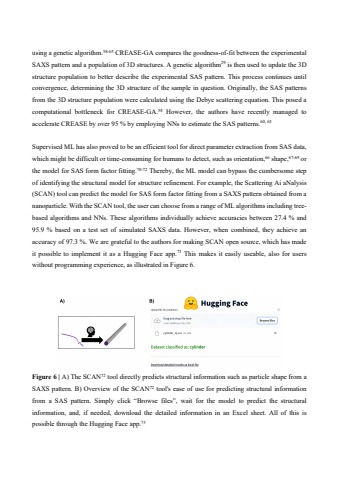 using a genetic algorithm.58-65 CREASE-GA compares the goodness-of-fit between the experimental
SAXS pattern and a population of 3D structures. A genetic algorithm29 is then used to update the 3D
structure population to better describe the experimental SAS pattern. This process continues until
convergence, determining the 3D structure of the sample in question. Originally, the SAS patterns
from the 3D structure population were calculated using the Debye scattering equation. This posed a
computational bottleneck for CREASE-GA.58 However, the authors have recently managed to
accelerate CREASE by over 95 % by employing NNs to estimate the SAS patterns.60, 65
Supervised ML has also proved to be an efficient tool for direct parameter extraction from SAS data,
which might be difficult or time-consuming for humans to detect, such as orientation,66 shape,67-69 or
the model for SAS form factor fitting.70-72 Thereby, the ML model can bypass the cumbersome step
of identifying the structural model for structure refinement. For example, the Scattering Ai aNalysis
(SCAN) tool can predict the model for SAS form factor fitting from a SAXS pattern obtained from a
nanoparticle. With the SCAN tool, the user can choose from a range of ML algorithms including tree-
based algorithms and NNs. These algorithms individually achieve accuracies between 27.4 % and
95.9 % based on a test set of simulated SAXS data. However, when combined, they achieve an
accuracy of 97.3 %. We are grateful to the authors for making SCAN open source, which has made
it possible to implement it as a Hugging Face app.73 This makes it easily useable, also for users
without programming experience, as illustrated in Figure 6.
A)
B)
Hugging Face
Drag and drop file here
Browse files
Dataset classified as: cylinder
Download detailed results as Excel file
Figure 6 | A) The SCAN72 tool directly predicts structural information such as particle shape from a
SAXS pattern. B) Overview of the SCAN72 tool's ease of use for predicting structural information
from a SAS pattern. Simply click “Browse files”, wait for the model to predict the structural
information, and, if needed, download the detailed information in an Excel sheet. All of this is
possible through the Hugging Face app.73